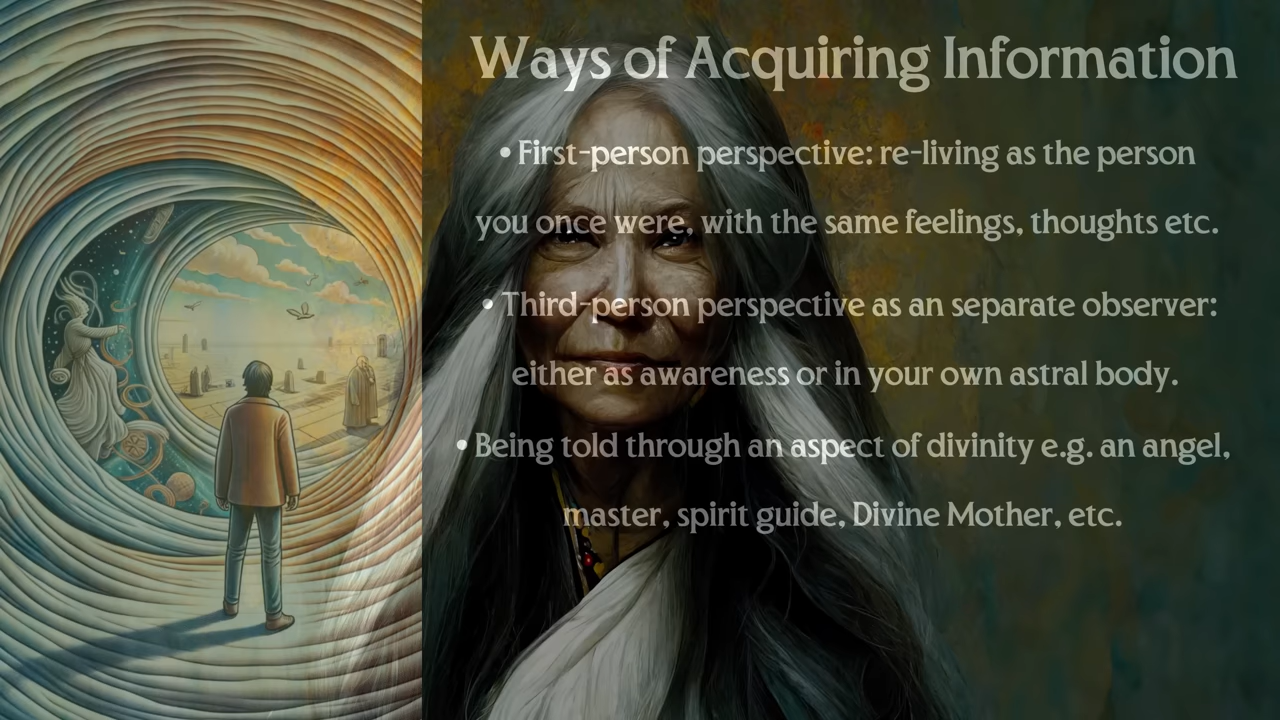 Ways of Acquiring Information
• First-person perspective: re-living as the person
you once were, with the same feelings, thoughts etc.
• Third-person perspective as an separate observer:
either as awareness or in your own astral body.
• Being told through an aspect of divinity e.g. an angel,
master, spirit guide, Divine Mother, etc.